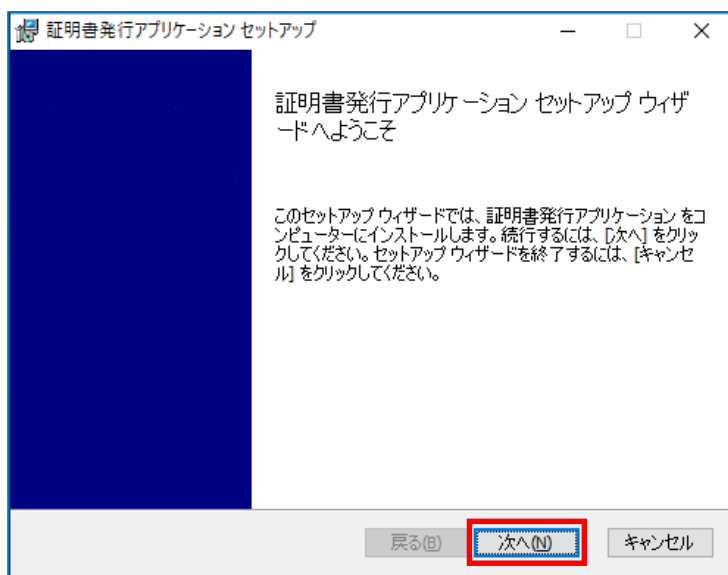 証明書発行アプリケーション セットアップ
証明書発行アプリケーション セットアップ ウィザ
ードへようこそ
このセットアップ ウィザードでは、証明書発行アプリケーション をコ
ンピューターにインストールします。続行するには、[次へ] をクリッ
クしてください。セットアップ ウィザードを終了するには、[キャンセ
ル] をクリックしてください。
戻る(B) 次へ(N) キャンセル